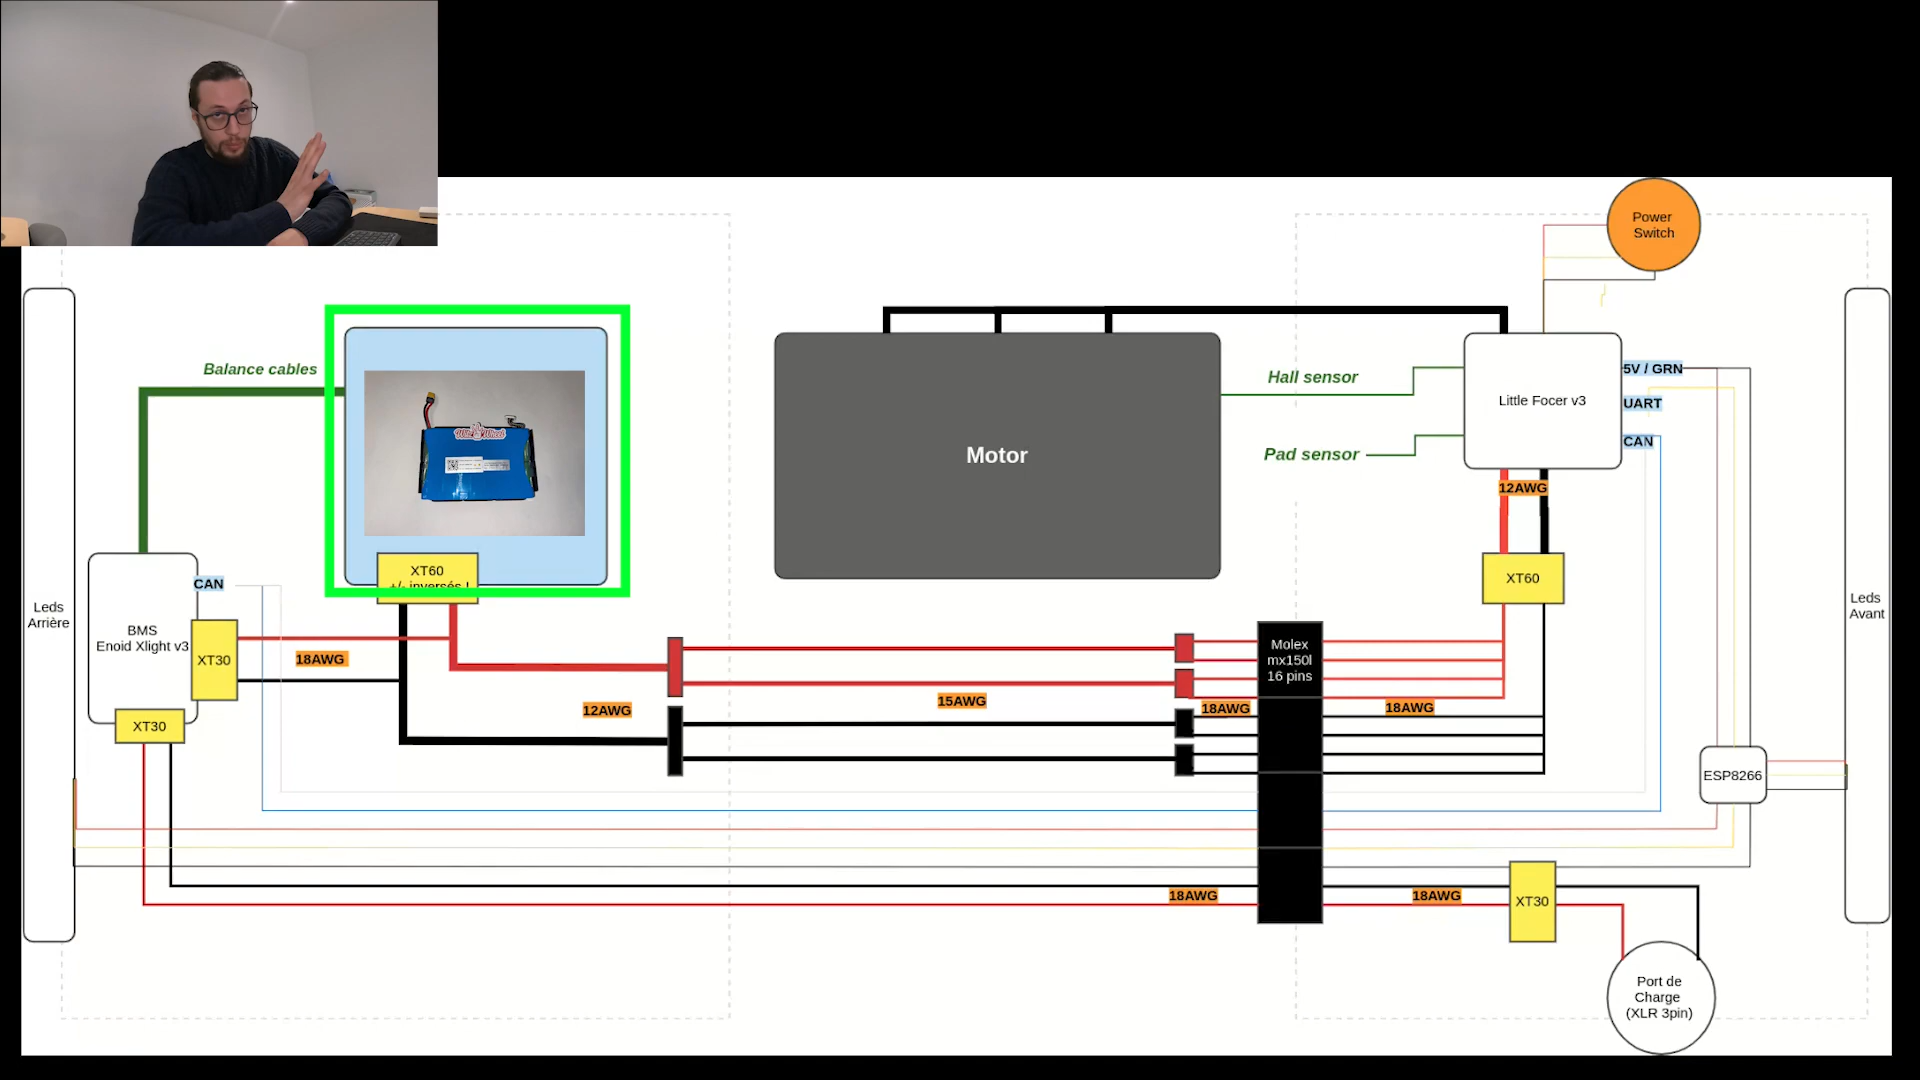 Power
Switch
Balance cables
Hall sensor
5V / GRN
Little Focer v3
UART
CAN
Motor
Pad sensor
12AWG
XT60
+/- inversés !
XT60
CAN
Leds
Arrière
BMS
Enoid Xlight v3
XT30
18AWG
Leds
Avant
Molex
mx150l
16 pins
12AWG
15AWG
18AWG
18AWG
XT30
ESP8266
18AWG
18AWG
XT30
Port de
Charge
(XLR 3pin)